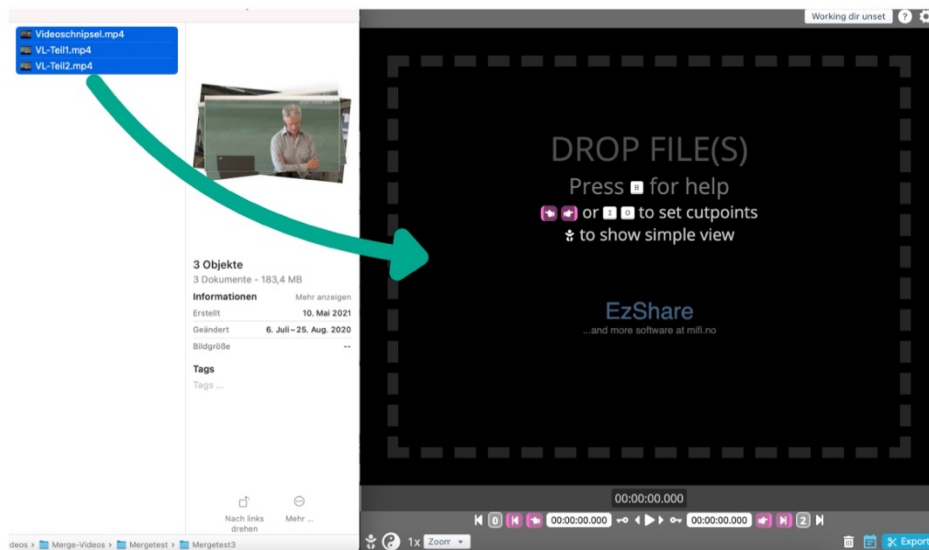 Videoschnipsel.mp4
VL-Teil1.mp4
VL-Teil2.mp4
3 Objekte
3 Dokumente – 183,4 MB
Informationen Mehr anzeigen
Erstellt 10. Mai 2021
Geändert 6. Juli – 25. Aug. 2020
Bildgröße --
Tags
Tags ...
Nach links drehen
Mehr ...
deos › Merge-Videos › Mergetest › Mergetest3
Working dir unset ?
DROP FILE(S)
Press H for help
or I O to set cutpoints
to show simple view
EzShare
...and more software at mifi.no
00:00:00.000
0 00:00:00.000 00:00:00.000 2
1x Zoom Export